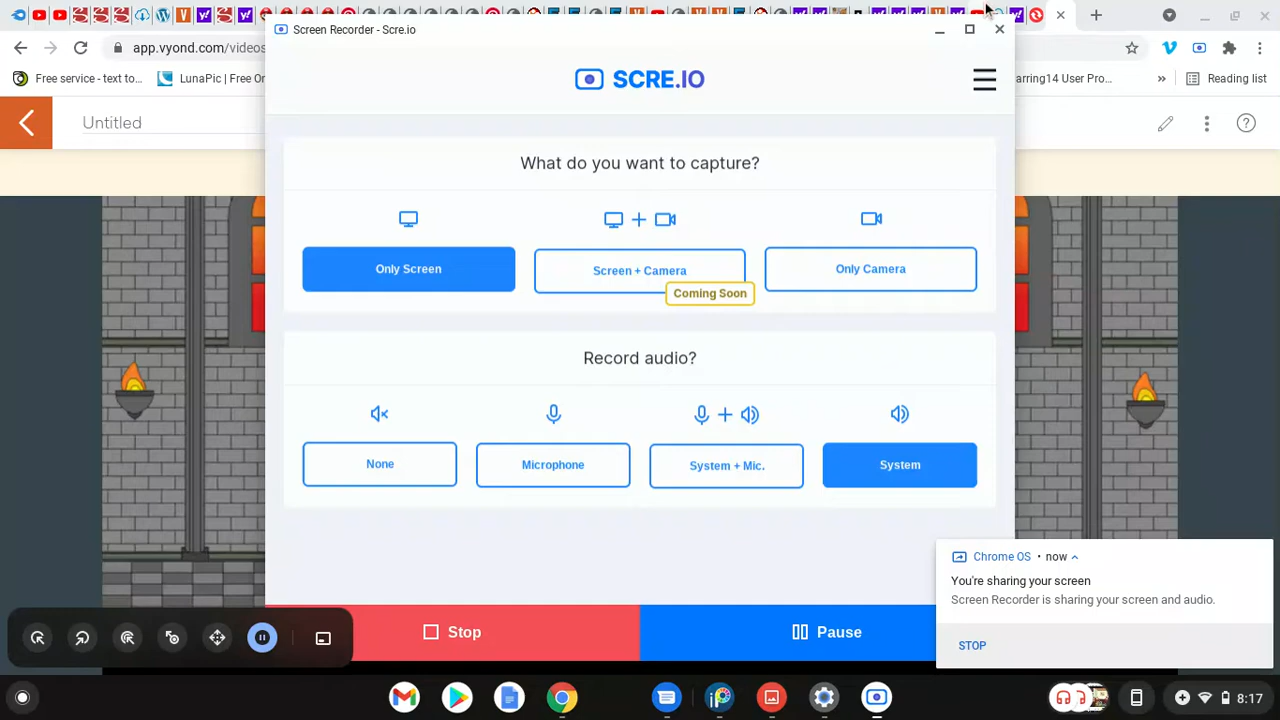 Screen Recorder - Scre.io
app.vyond.com/videos
Free service - text to...
LunaPic | Free On
arring14 User Pro...
»
Reading list
SCRE.IO
Untitled
What do you want to capture?
Only Screen
Screen + Camera
Only Camera
Coming Soon
Record audio?
None
Microphone
System + Mic.
System
Chrome OS • now
You're sharing your screen
Screen Recorder is sharing your screen and audio.
STOP
Stop
Pause
8:17